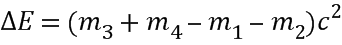 ΔE = (m₃ + m₄ – m₁ – m₂)c²